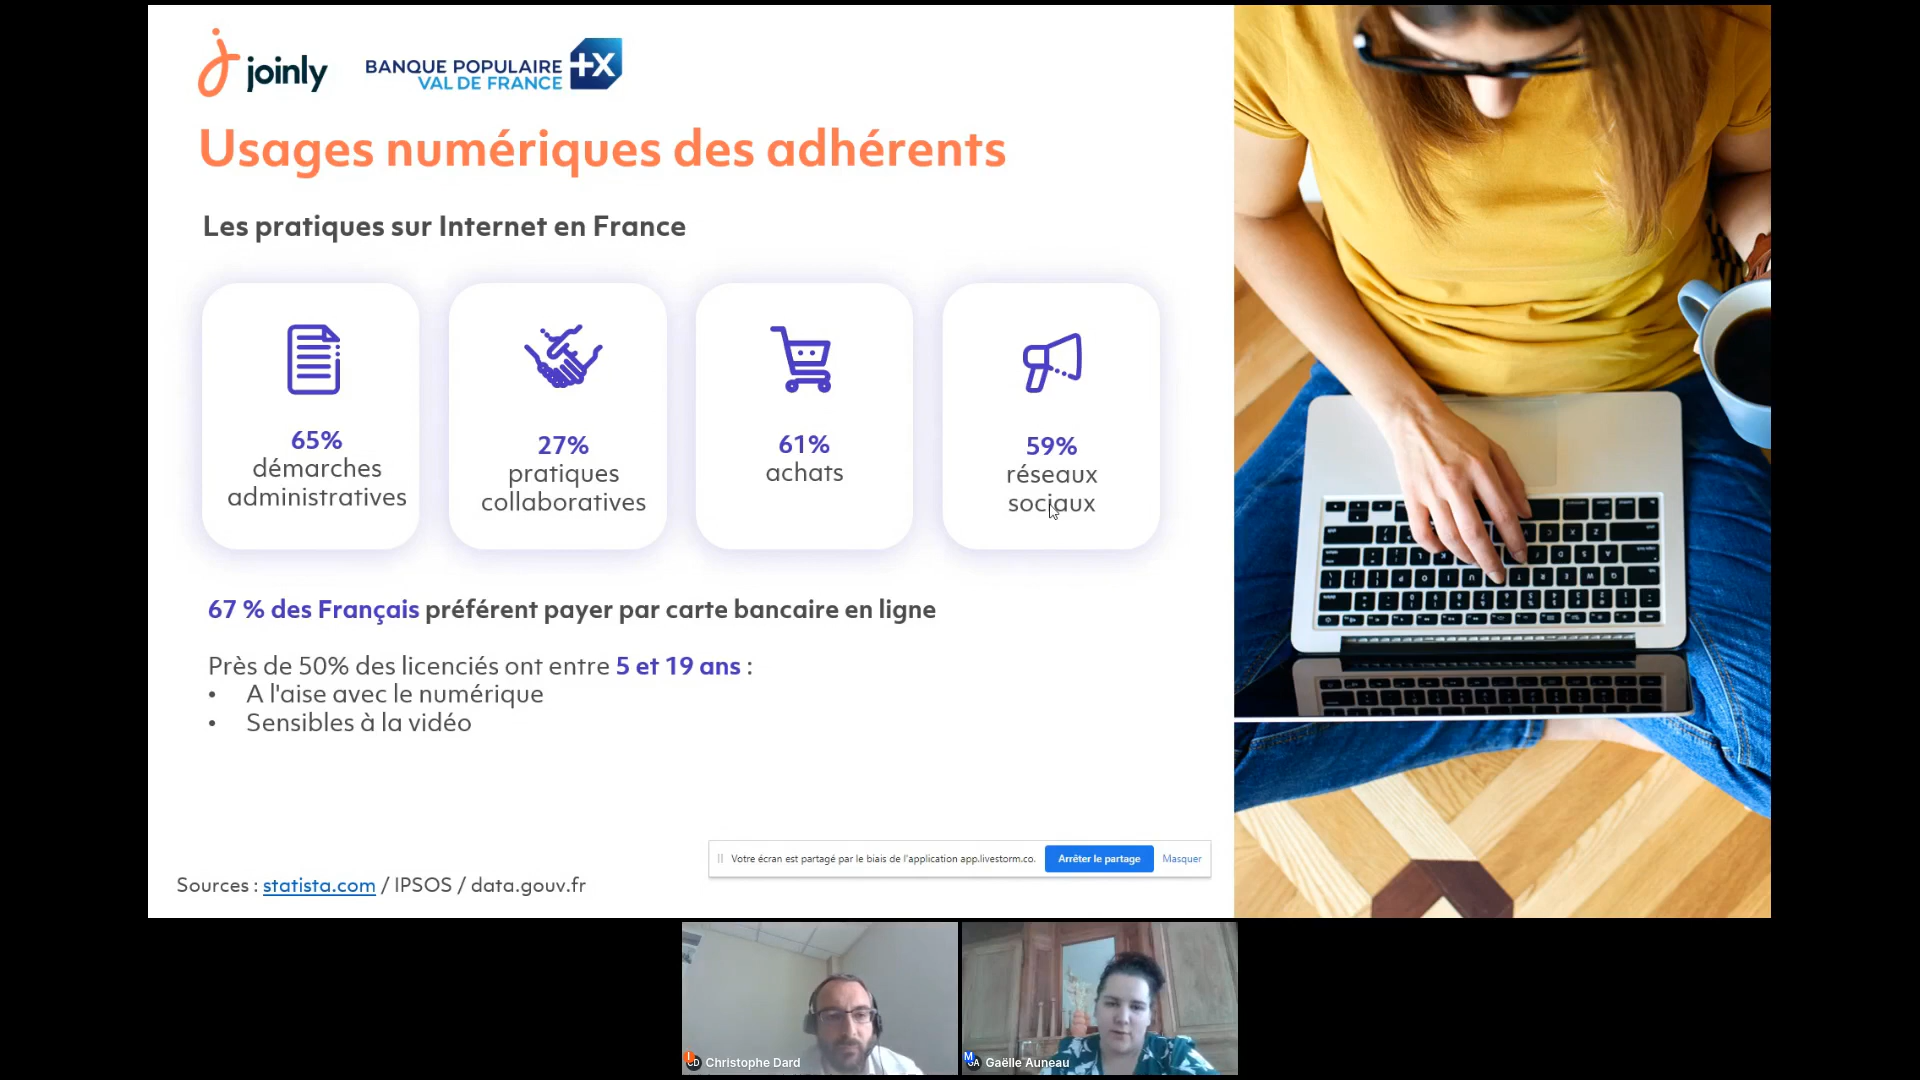 joinly
BANQUE POPULAIRE
VAL DE FRANCE
+X
Usages numériques des adhérents
Les pratiques sur Internet en France
65%
démarches
administratives
27%
pratiques
collaboratives
61%
achats
59%
réseaux
sociaux
67 % des Français préférent payer par carte bancaire en ligne
Près de 50% des licenciés ont entre 5 et 19 ans :
• A l'aise avec le numérique
• Sensibles à la vidéo
Votre écran est partagé par le biais de l'application app.livestorm.co.
Arrêter le partage
Masquer
Sources : statista.com / IPSOS / data.gouv.fr
CD Christophe Dard
M GA Gaëlle Auneau